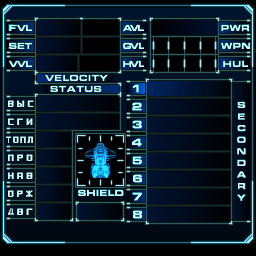 FVL AVL PWR
SET GVL WPN
VVL HVL HUL
VELOCITY
STATUS
1
ВЫС 2
СГИ 3
ТОПЛ 4
ПРО 5
НАВ 6
ОРЖ 7
ДВГ 8
SHIELD
SECONDARY